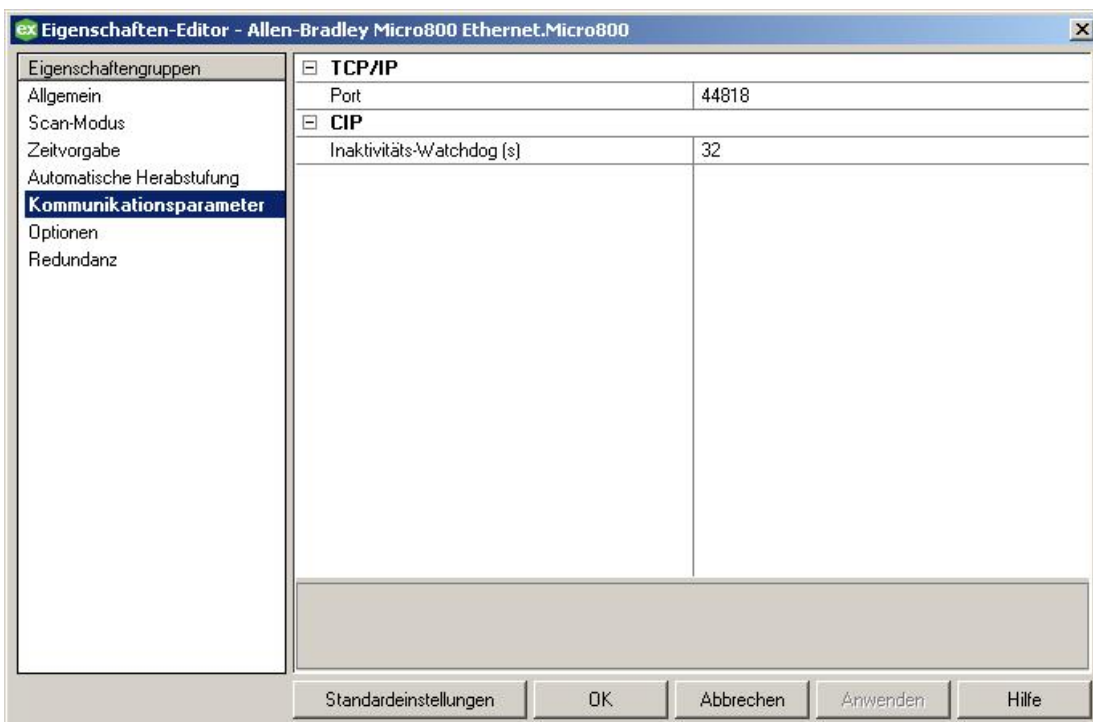 ex Eigenschaften-Editor - Allen-Bradley Micro800 Ethernet.Micro800
Eigenschaftengruppen
Allgemein
Scan-Modus
Zeitvorgabe
Automatische Herabstufung
Kommunikationsparameter
Optionen
Redundanz
TCP/IP
Port 44818
CIP
Inaktivitäts-Watchdog (s) 32
Standardeinstellungen OK Abbrechen Anwenden Hilfe